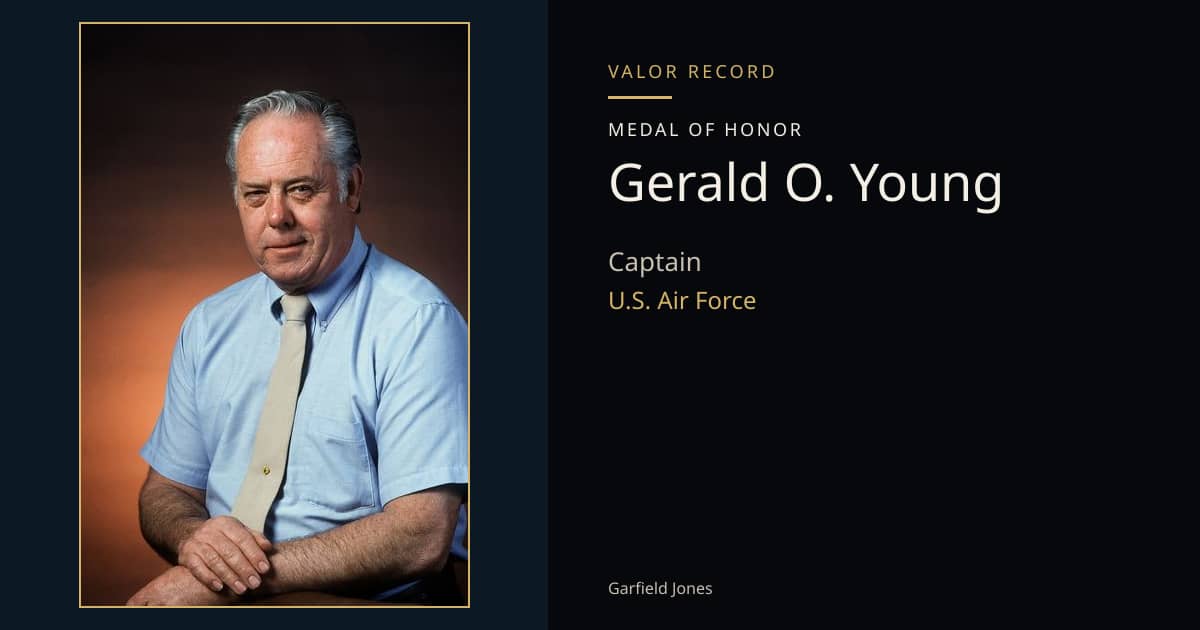 VALOR RECORD
MEDAL OF HONOR
Gerald O. Young
Captain
U.S. Air Force
Garfield Jones